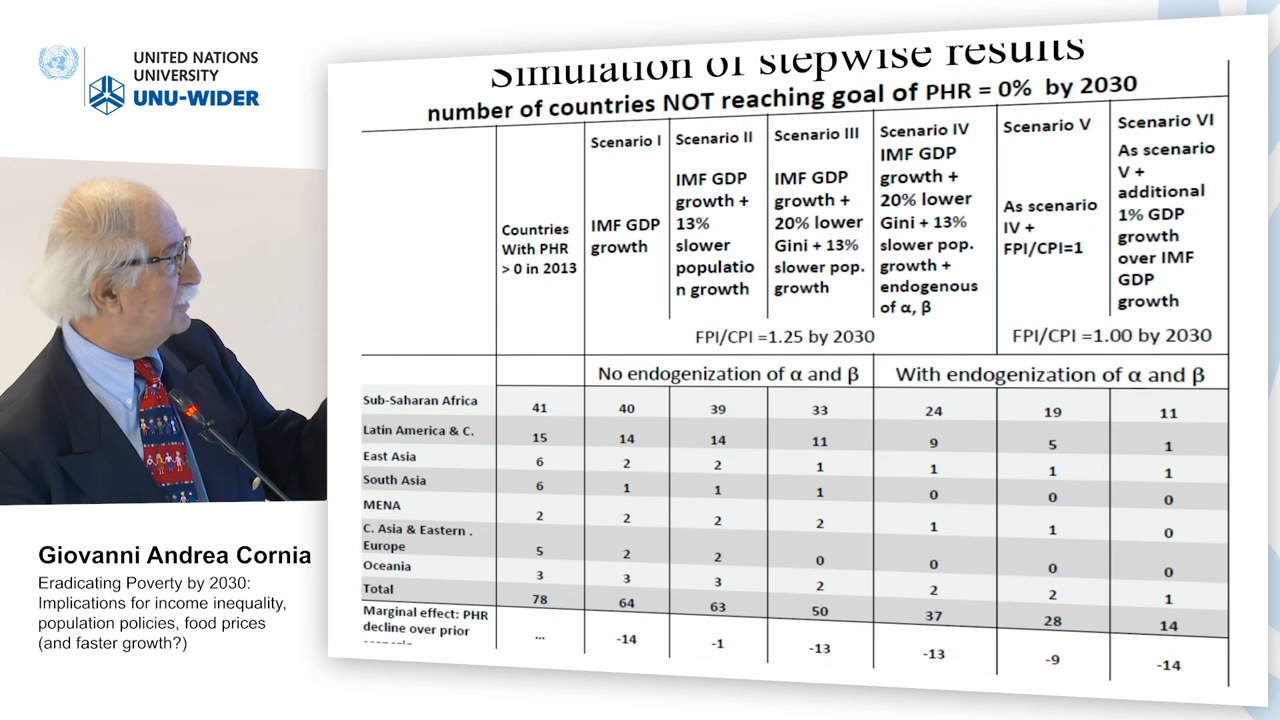 UNITED NATIONS
UNIVERSITY
UNU-WIDER
Simulation of stepwise results
number of countries NOT reaching goal of PHR = 0% by 2030
Countries
With PHR
> 0 in 2013
Scenario I
IMF GDP
growth
Scenario II
IMF GDP
growth +
13%
slower
populatio
n growth
Scenario III
IMF GDP
growth +
20% lower
Gini + 13%
slower pop.
growth
Scenario IV
IMF GDP
growth +
20% lower
Gini + 13%
slower pop.
growth +
endogenous
of α, β
Scenario V
As scenario
IV +
FPI/CPI=1
Scenario VI
As scenario
V +
additional
1% GDP
growth
over IMF
GDP
growth
FPI/CPI =1.25 by 2030
FPI/CPI =1.00 by 2030
No endogenization of α and β
With endogenization of α and β
Sub-Saharan Africa 41 40 39 33 24 19 11
Latin America & C. 15 14 14 11 9 5 1
East Asia 6 2 2 1 1 1 1
South Asia 6 1 1 1 0 0 0
MENA 2 2 2 2 1 1 0
C. Asia & Eastern .
Europe 5 2 2 0 0 0 0
Oceania 3 3 3 2 2 2 1
Total 78 64 63 50 37 28 14
Marginal effect: PHR
decline over prior
... -14 -1 -13 -13 -9 -14
Giovanni Andrea Cornia
Eradicating Poverty by 2030:
Implications for income inequality,
population policies, food prices
(and faster growth?)